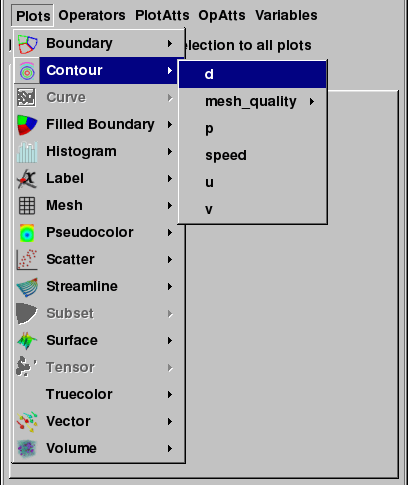 Plots Operators PlotAtts OpAtts Variables
election to all plots
Boundary
Contour
Curve
Filled Boundary
Histogram
Label
Mesh
Pseudocolor
Scatter
Streamline
Subset
Surface
Tensor
Truecolor
Vector
Volume
d
mesh_quality
p
speed
u
v